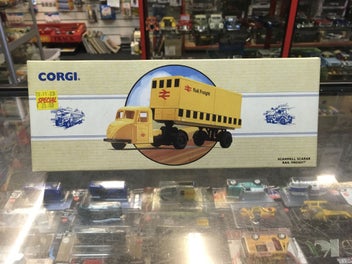 CORGI.
SPECIAL
Rail Freight
SCAMMELL SCARAB
RAIL FREIGHT